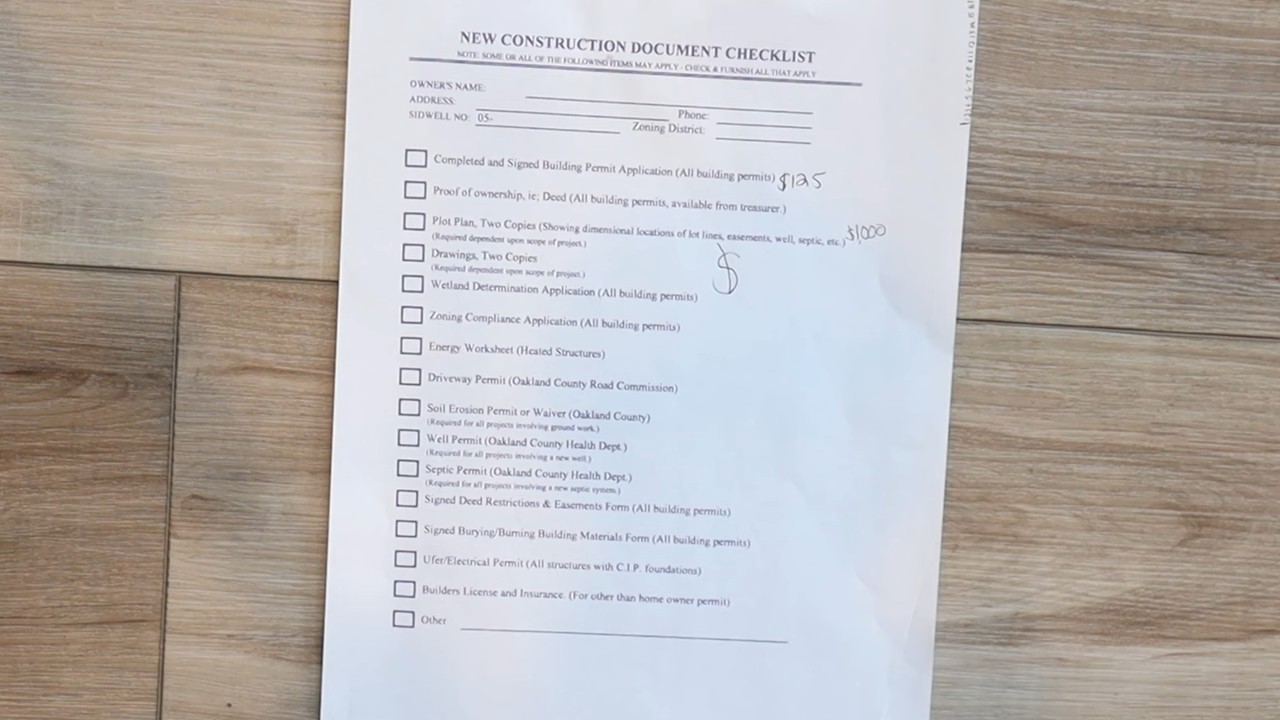 NEW CONSTRUCTION DOCUMENT CHECKLIST
NOTE: SOME OR ALL OF THE FOLLOWING ITEMS MAY APPLY - CHECK & FURNISH ALL THAT APPLY
OWNER'S NAME:
ADDRESS: Phone:
SIDWELL NO: 05- Zoning District:
Completed and Signed Building Permit Application (All building permits) $125
Proof of ownership, ie; Deed (All building permits, available from treasurer.)
Plot Plan, Two Copies (Showing dimensional locations of lot lines, easements, well, septic, etc.) $1,000
(Required dependent upon scope of project.)
Drawings, Two Copies $
(Required dependent upon scope of project.)
Wetland Determination Application (All building permits)
Zoning Compliance Application (All building permits)
Energy Worksheet (Heated Structures)
Driveway Permit (Oakland County Road Commission)
Soil Erosion Permit or Waiver (Oakland County)
(Required for all projects involving ground work.)
Well Permit (Oakland County Health Dept.)
(Required for all projects involving a new well.)
Septic Permit (Oakland County Health Dept.)
(Required for all projects involving a new septic system.)
Signed Deed Restrictions & Easements Form (All building permits)
Signed Burying/Burning Building Materials Form (All building permits)
Ufer/Electrical Permit (All structures with C.I.P. foundations)
Builders License and Insurance (For other than home owner permit)
Other